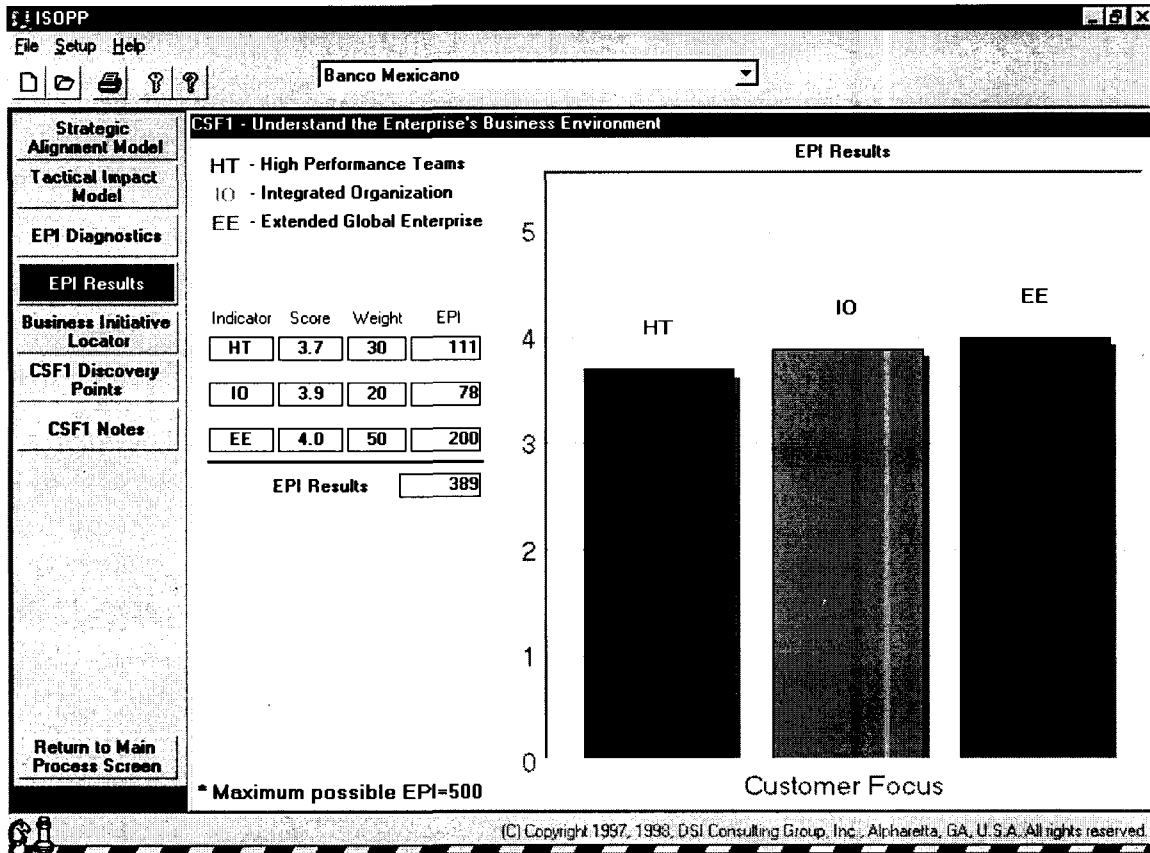 ISOPP
File Setup Help
Banco Mexicano
Strategic
Alignment Model
Tactical Impact
Model
EPI Diagnostics
EPI Results
Business Initiative
Locator
CSF1 Discovery
Points
CSF1 Notes
Return to Main
Process Screen
CSF1 - Understand the Enterprise's Business Environment
HT - High Performance Teams
IO - Integrated Organization
EE - Extended Global Enterprise
Indicator Score Weight EPI
HT 3.7 30 111
IO 3.9 20 78
EE 4.0 50 200
EPI Results 389
* Maximum possible EPI=500
EPI Results
5
4
3
2
1
0
HT
IO
EE
Customer Focus
(C) Copyright 1997, 1998, DSI Consulting Group, Inc., Alpharetta, GA, U.S.A. All rights reserved.